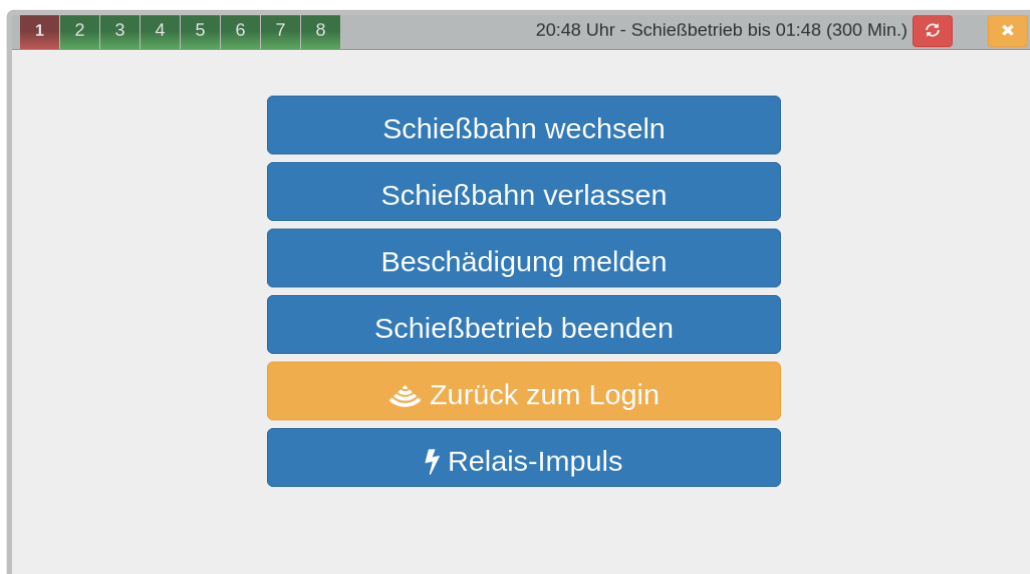 1 2 3 4 5 6 7 8 20:48 Uhr - Schießbetrieb bis 01:48 (300 Min.)
Schießbahn wechseln
Schießbahn verlassen
Beschädigung melden
Schießbetrieb beenden
Zurück zum Login
Relais-Impuls